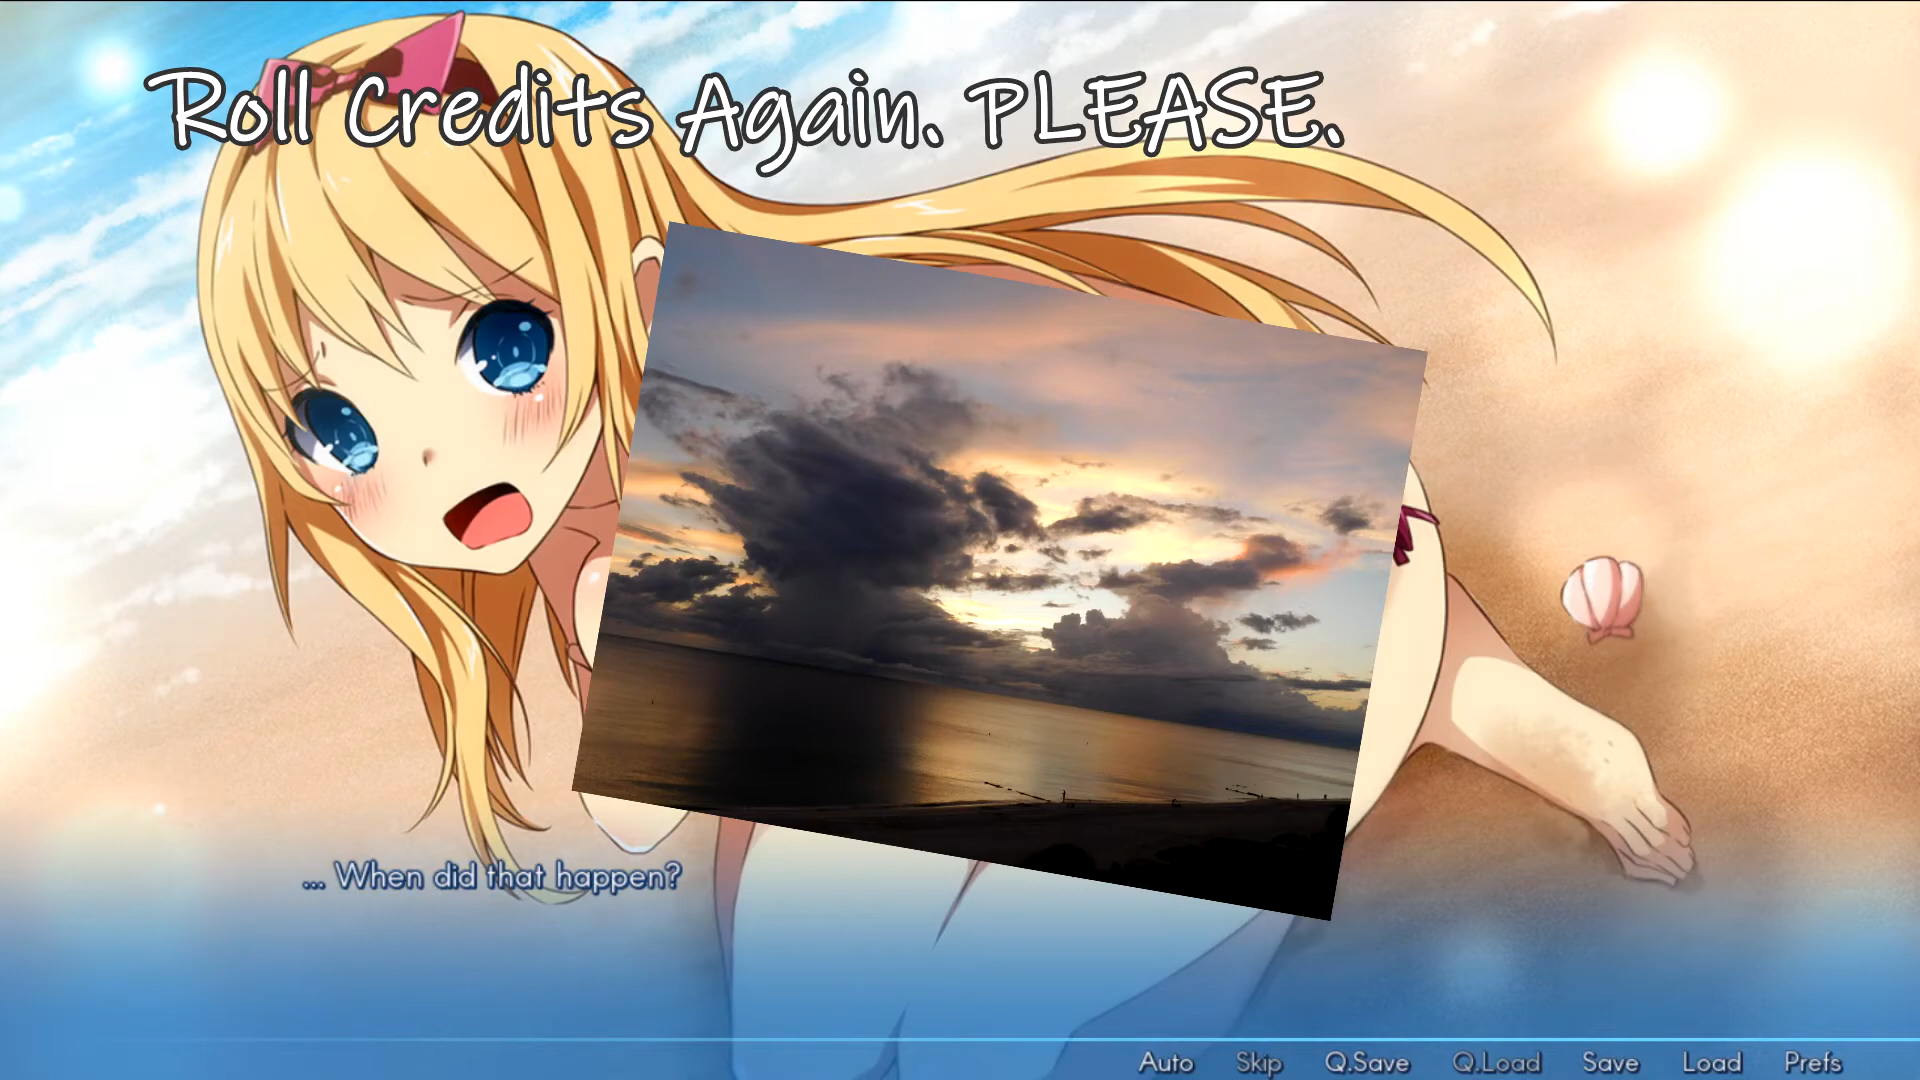 Roll Credits Again. PLEASE.
... When did that happen?
Auto Skip Q.Save Q.Load Save Load Prefs